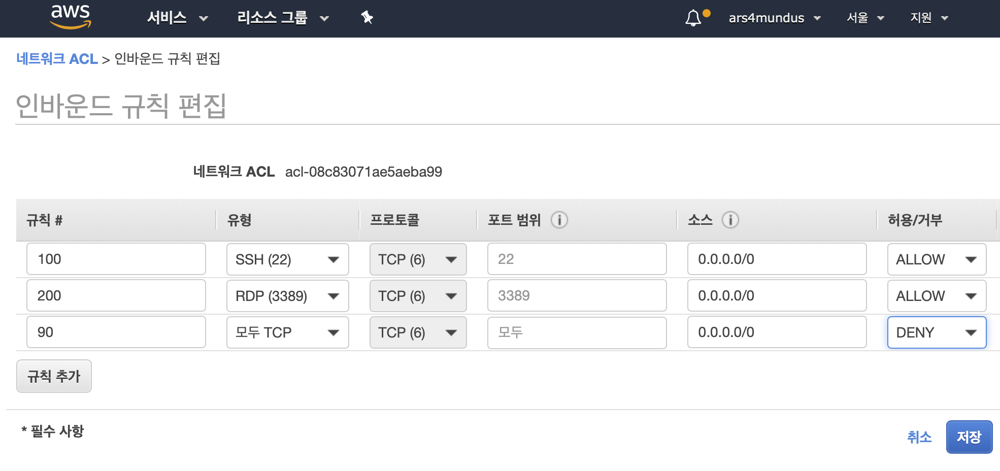 aws 서비스 리소스 그룹 ars4mundus 서울 지원
네트워크 ACL > 인바운드 규칙 편집
인바운드 규칙 편집
네트워크 ACL acl-08c83071ae5aeba99
규칙 # 유형 프로토콜 포트 범위 i 소스 i 허용/거부
100 SSH (22) TCP (6) 22 0.0.0.0/0 ALLOW
200 RDP (3389) TCP (6) 3389 0.0.0.0/0 ALLOW
90 모두 TCP TCP (6) 모두 0.0.0.0/0 DENY
규칙 추가
* 필수 사항
취소 저장